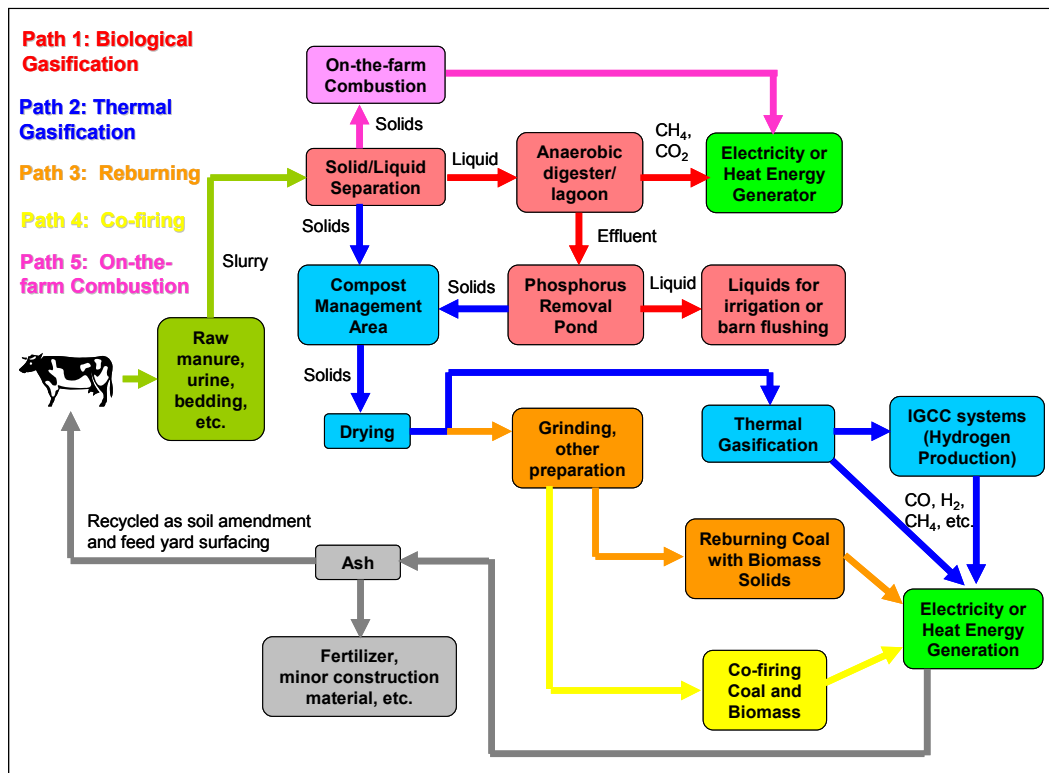 Path 1: Biological
Gasification
Path 2: Thermal
Gasification
Path 3: Reburning
Path 4: Co-firing
Path 5: On-the-
farm Combustion
On-the-farm
Combustion
Solids
Solid/Liquid
Separation
Liquid
Anaerobic
digester/
lagoon
CH4,
CO2
Electricity or
Heat Energy
Generator
Solids
Effluent
Slurry
Compost
Management
Area
Solids
Phosphorus
Removal
Pond
Liquid
Liquids for
irrigation or
barn flushing
Raw
manure,
urine,
bedding,
etc.
Solids
Drying
Grinding,
other
preparation
Thermal
Gasification
IGCC systems
(Hydrogen
Production)
CO, H2,
CH4, etc.
Recycled as soil amendment
and feed yard surfacing
Ash
Reburning Coal
with Biomass
Solids
Electricity or
Heat Energy
Generation
Fertilizer,
minor construction
material, etc.
Co-firing
Coal and
Biomass